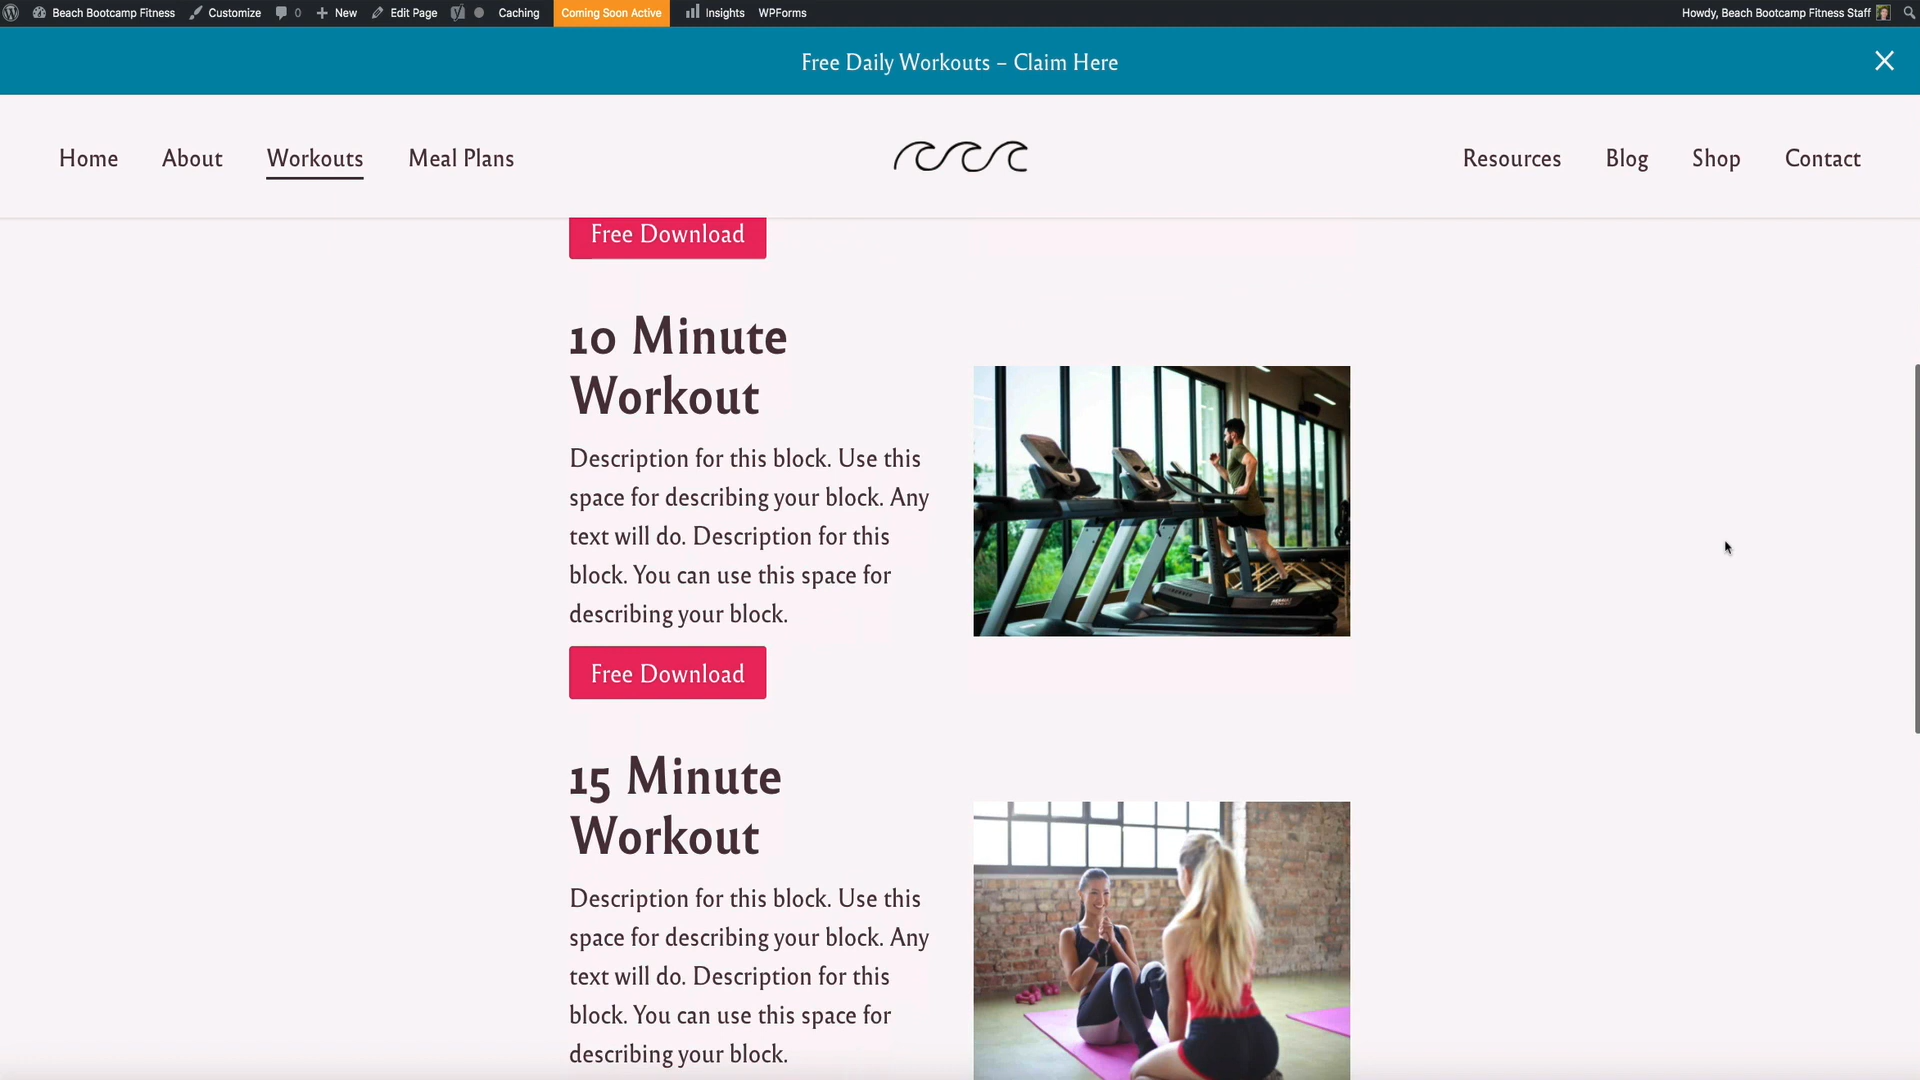 Beach Bootcamp Fitness Customize 0 New Edit Page Caching Coming Soon Active Insights WPForms Howdy, Beach Bootcamp Fitness Staff
Free Daily Workouts – Claim Here
Home About Workouts Meal Plans Resources Blog Shop Contact
Free Download
10 Minute
Workout
Description for this block. Use this
space for describing your block. Any
text will do. Description for this
block. You can use this space for
describing your block.
Free Download
15 Minute
Workout
Description for this block. Use this
space for describing your block. Any
text will do. Description for this
block. You can use this space for
describing your block.